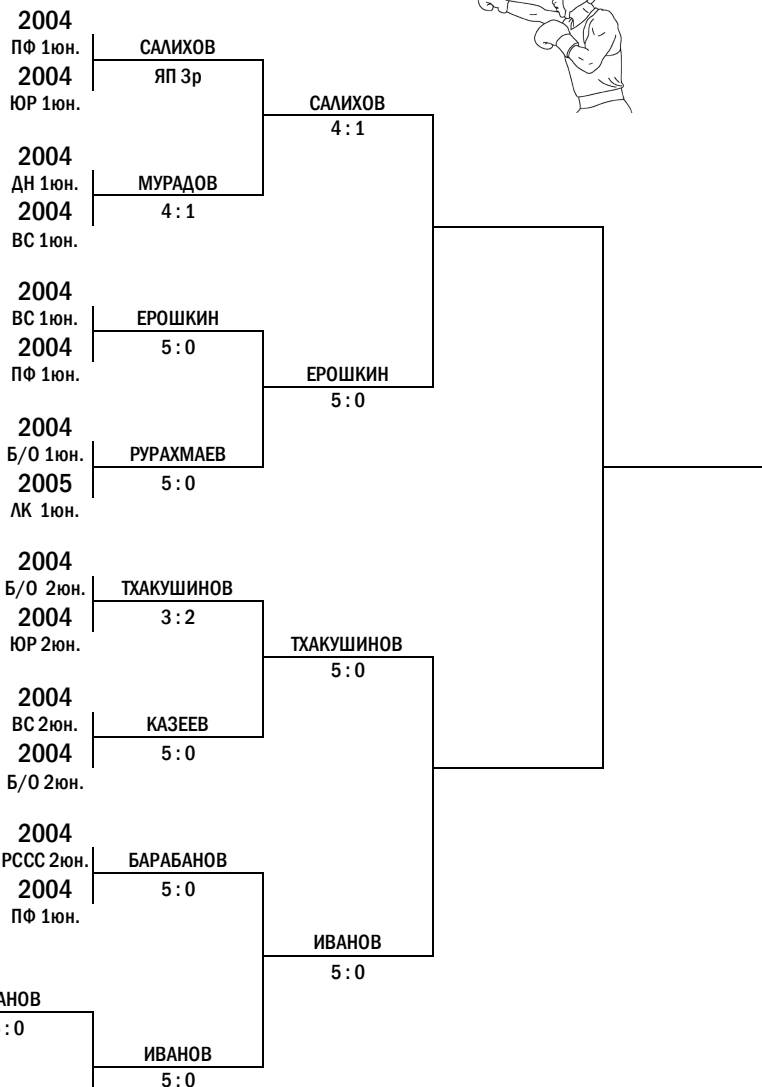 2004
ПФ 1юн.
САЛИХОВ
2004
ЯП 3р
ЮР 1юн.
САЛИХОВ
4 : 1
2004
ДН 1юн.
МУРАДОВ
2004
4 : 1
ВС 1юн.
2004
ВС 1юн.
ЕРОШКИН
2004
5 : 0
ПФ 1юн.
ЕРОШКИН
5 : 0
2004
Б/О 1юн.
РУРАХМАЕВ
2005
5 : 0
ЛК 1юн.
2004
Б/О 2юн.
ТХАКУШИНОВ
2004
3 : 2
ЮР 2юн.
ТХАКУШИНОВ
5 : 0
2004
ВС 2юн.
КАЗЕЕВ
2004
5 : 0
Б/О 2юн.
2004
РССС 2юн.
БАРАБАНОВ
2004
5 : 0
ПФ 1юн.
ИВАНОВ
5 : 0
АНОВ
: 0
ИВАНОВ
5 : 0